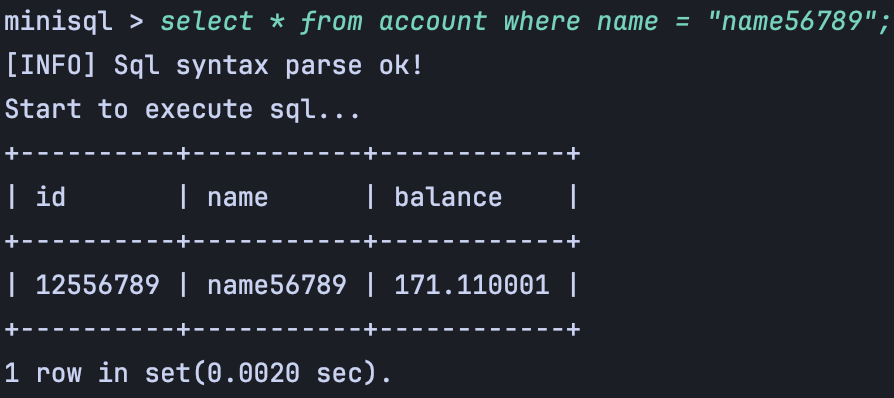 minisql > select * from account where name = "name56789";
[INFO] Sql syntax parse ok!
Start to execute sql...
+----------+-----------+------------+
| id       | name      | balance    |
+----------+-----------+------------+
| 12556789 | name56789 | 171.110001 |
+----------+-----------+------------+
1 row in set(0.0020 sec).